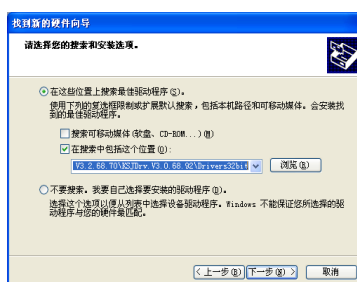 找到新的硬件向导
请选择您的搜索和安装选项。
在这些位置上搜索最佳驱动程序(S)。
使用下列的复选框限制或扩展默认搜索,包括本机路径和可移动媒体。会安装找
到的最佳驱动程序。
搜索可移动媒体(软盘、CD-ROM...)(M)
在搜索中包括这个位置(O):
V3.2.68.70\KSJDrv.V3.0.68.92\Drivers32bit
浏览(R)
不要搜索。我要自己选择要安装的驱动程序(D)。
选择这个选项以便从列表中选择设备驱动程序。Windows 不能保证您所选择的驱
动程序与您的硬件最匹配。
<上一步(B) 下一步(N)> 取消